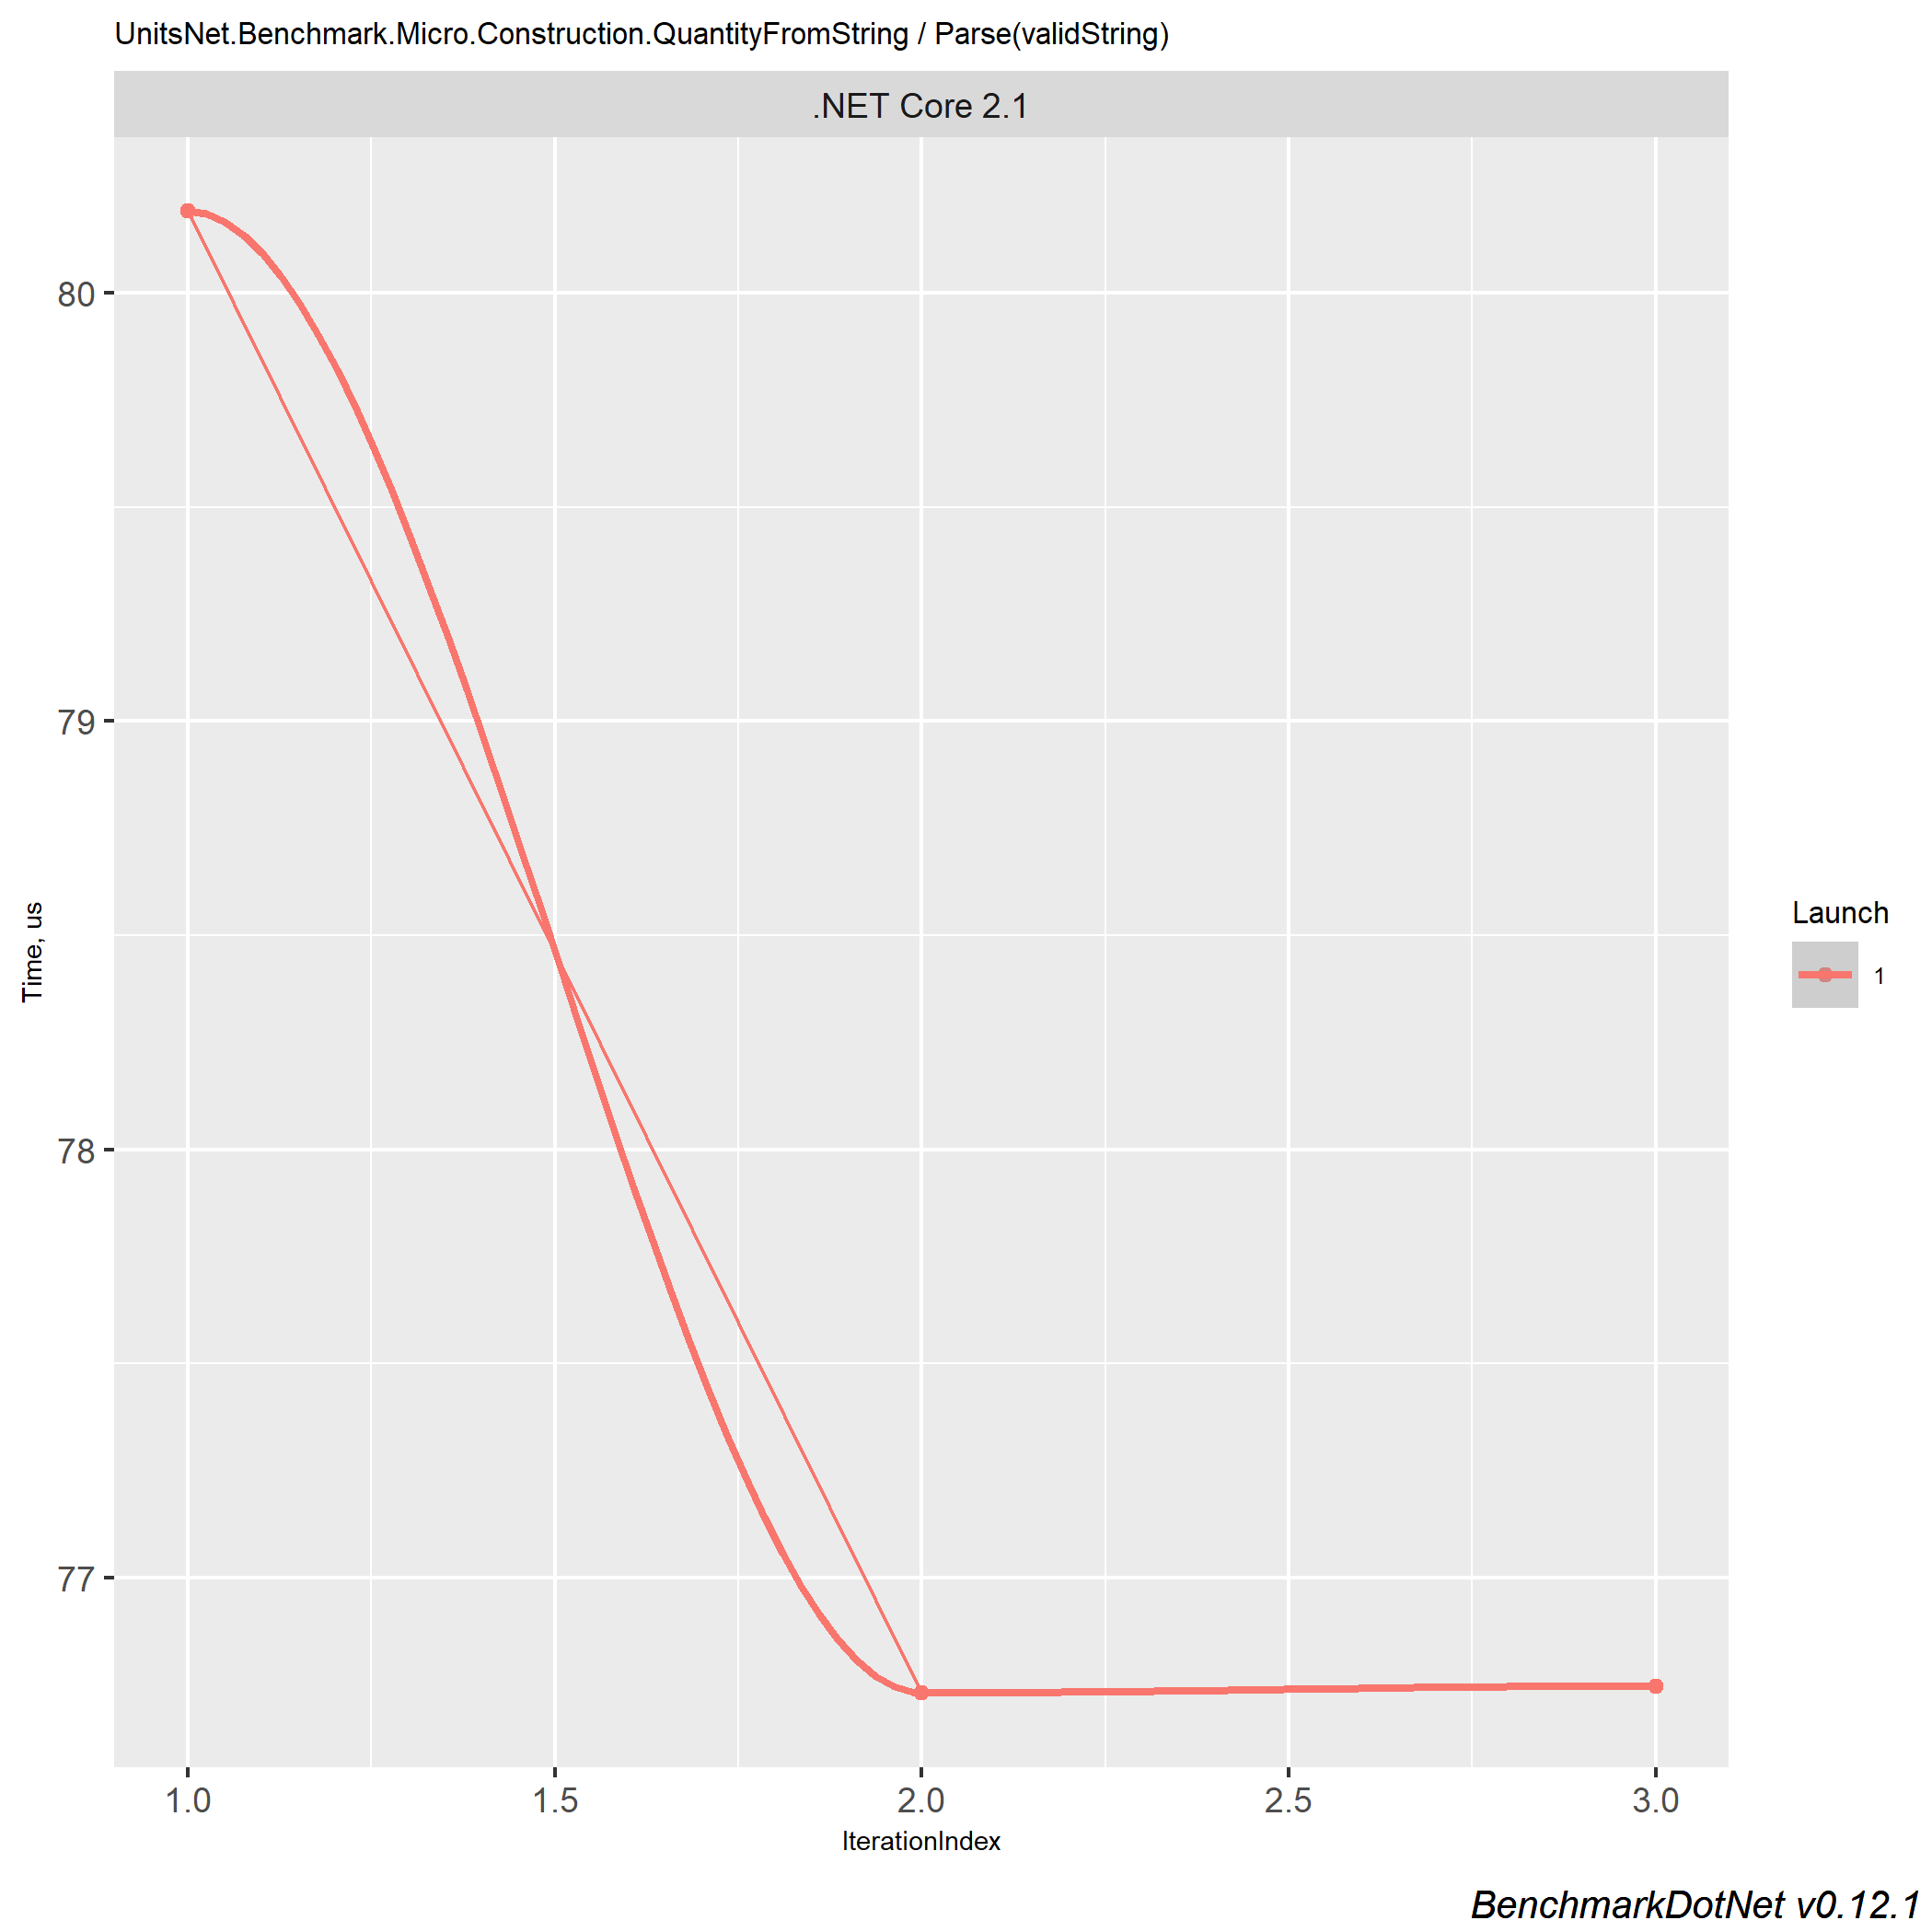 UnitsNet.Benchmark.Micro.Construction.QuantityFromString / Parse(validString)
.NET Core 2.1
80
79
78
77
Time, us
1.0 1.5 2.0 2.5 3.0
IterationIndex
Launch
1
BenchmarkDotNet v0.12.1